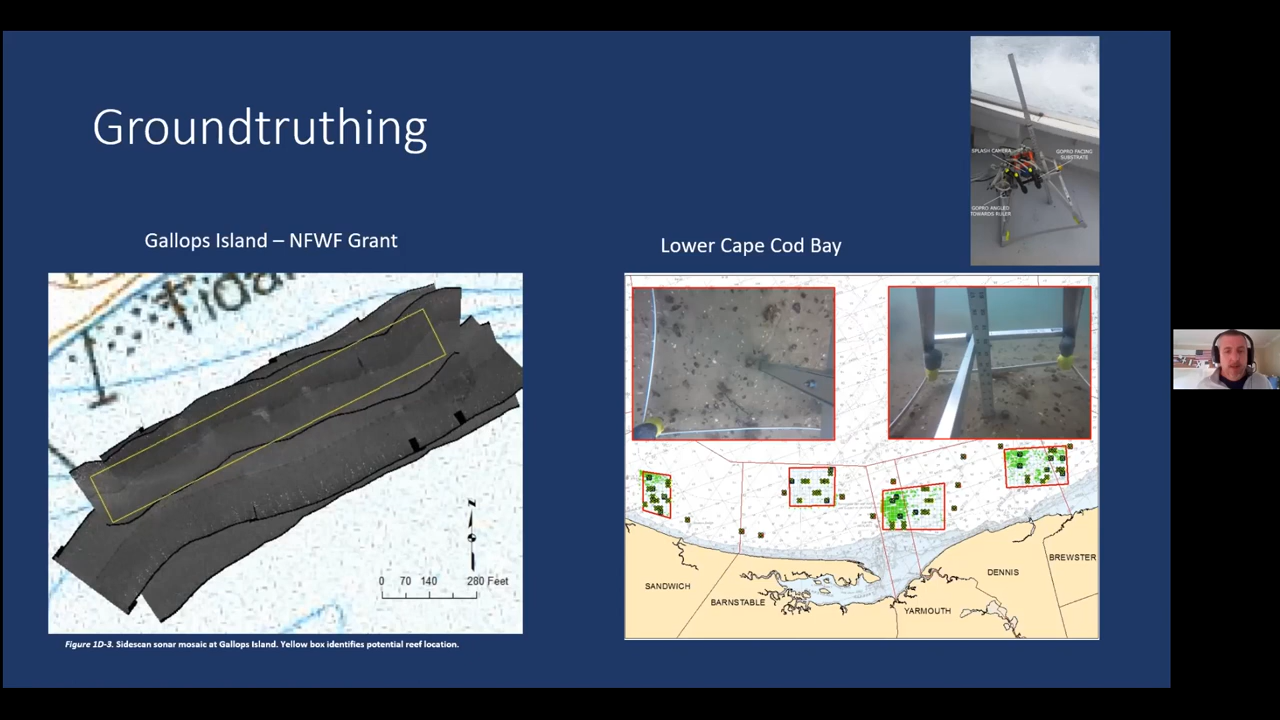 Groundtruthing
SPLASH CAMERA
GOPRO FACING
SUBSTRATE
GOPRO ANGLED
TOWARDS RULER
Gallops Island – NFWF Grant
Lower Cape Cod Bay
Tidal
0 70 140 280 Feet
Figure 1D-3. Sidescan sonar mosaic at Gallops Island. Yellow box identifies potential reef location.
SANDWICH
BARNSTABLE
YARMOUTH
DENNIS
BREWSTER